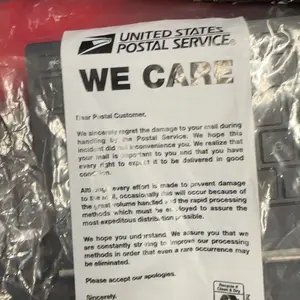 UNITED STATES
POSTAL SERVICE
WE CARE
Dear Postal Customer,
We sincerely regret the damage to your mail during
handling by the Postal Service. We hope this
incident did not inconvenience you. We realize that
your mail is important to you and that you have
every right to expect it to be delivered in good
condition.
every effort is made to prevent damage
to the mail, occasionally this will occur because of
the great volume handled and the rapid processing
methods which must be employed to assure the
most expeditious distribution possible.
We hope you understand. We assure you that we
are constantly striving to improve our processing
methods in order that even a rare occurrence may
be eliminated.
Please accept our apologies.
Sincerely,